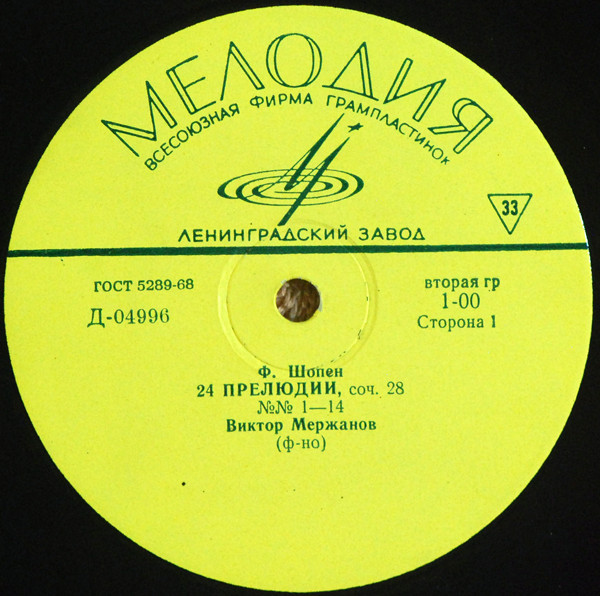 МЕЛОДИЯ
ВСЕСОЮЗНАЯ ФИРМА ГРАМПЛАСТИНОК
ЛЕНИНГРАДСКИЙ ЗАВОД
33
ГОСТ 5289-68
Д-04996
вторая гр
1-00
Сторона 1
Ф. Шопен
24 ПРЕЛЮДИИ, соч. 28
№№ 1—14
Виктор Мержанов
(ф-но)